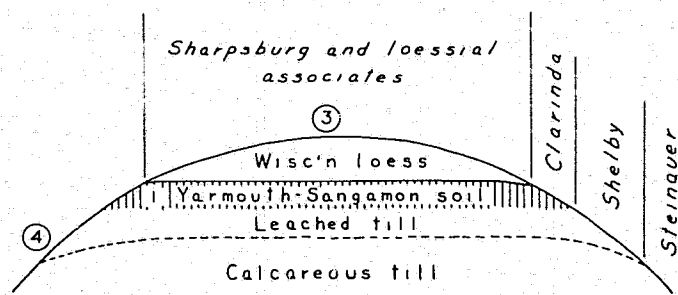 Sharpsburg and loessial
associates
Clarinda
Shelby
Steinauer
3
Wisc'n loess
Yarmouth-Sangamon soil
Leached till
4
Calcareous till